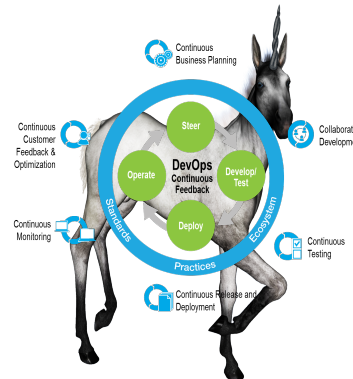 Continuous
Business Planning
Steer
Continuous
Customer
Feedback &
Optimization
Collaborat
Developme
DevOps
Continuous
Feedback
Operate
Develop/
Test
Deploy
Standards
Practices
Ecosystem
Continuous
Monitoring
Continuous
Testing
Continuous Release and
Deployment